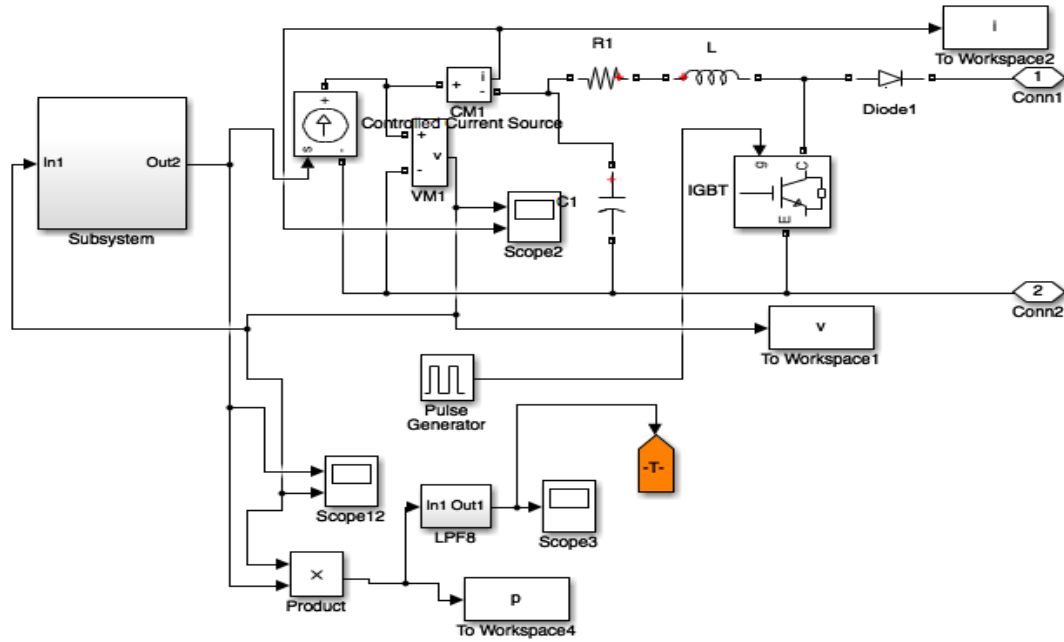 i
To Workspace2
R1
L
1
Conn1
Diode1
+
i
-
CM1
Controlled Current Source
+
s
-
+
v
-
VM1
In1
Out2
Subsystem
C1
Scope2
g
C
E
IGBT
2
Conn2
v
To Workspace1
Pulse
Generator
-T-
Scope12
In1 Out1
LPF8
Scope3
X
Product
p
To Workspace4